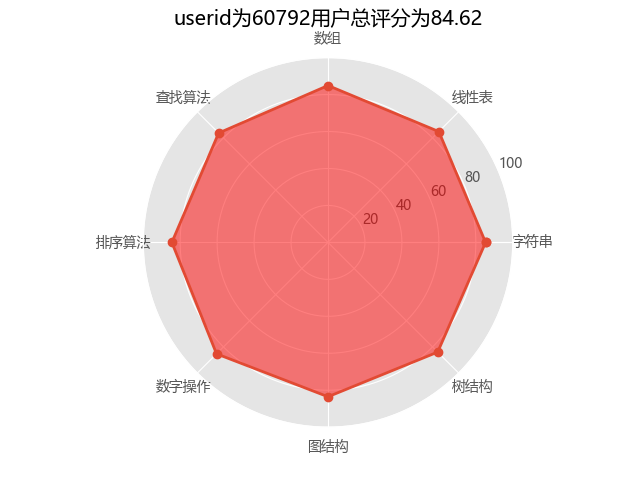 userid为60792用户总评分为84.62
数组
查找算法
线性表
100
80
60
40
20
排序算法
字符串
数字操作
树结构
图结构